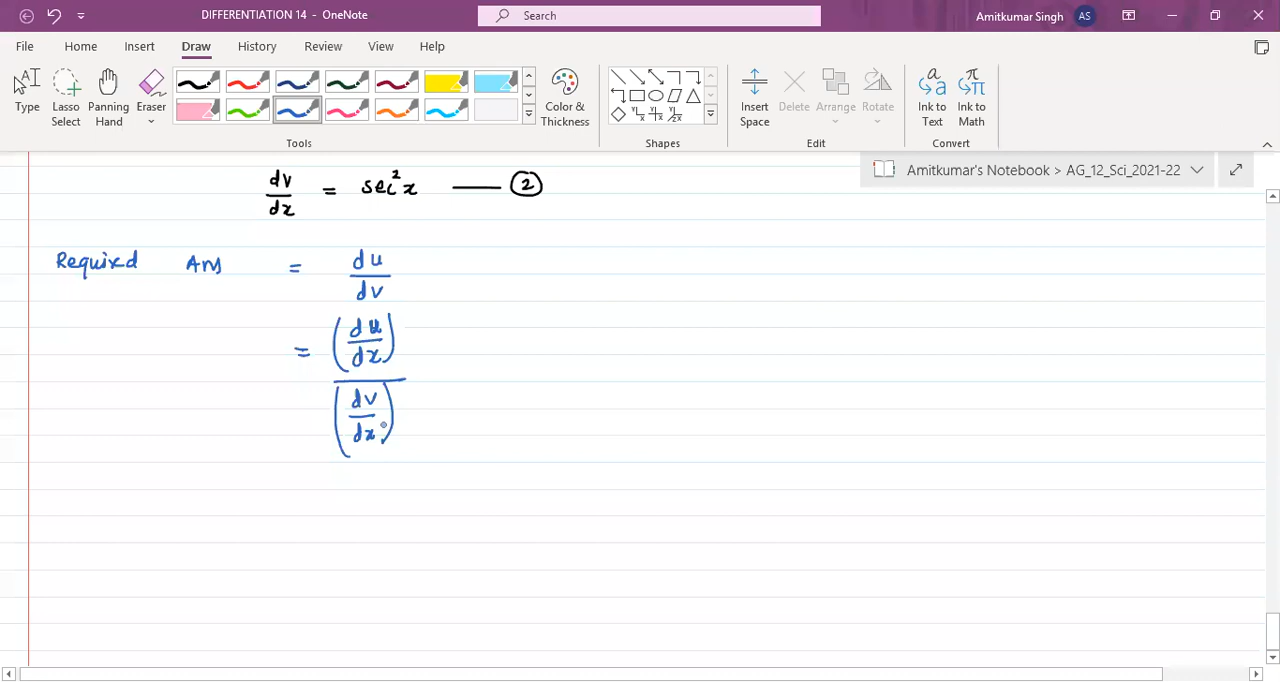 DIFFERENTIATION 14 - OneNote
Search
Amitkumar Singh AS
File Home Insert Draw History Review View Help
Type
Lasso Select
Panning Hand
Eraser
Color & Thickness
Insert Space
Delete
Arrange
Rotate
Ink to Text
Ink to Math
Tools
Shapes
Edit
Convert
Amitkumar's Notebook > AG_12_Sci_2021-22
dv/dx = sec²x —— ②
Required Ans = du/dv
= (du/dx) / (dv/dx)